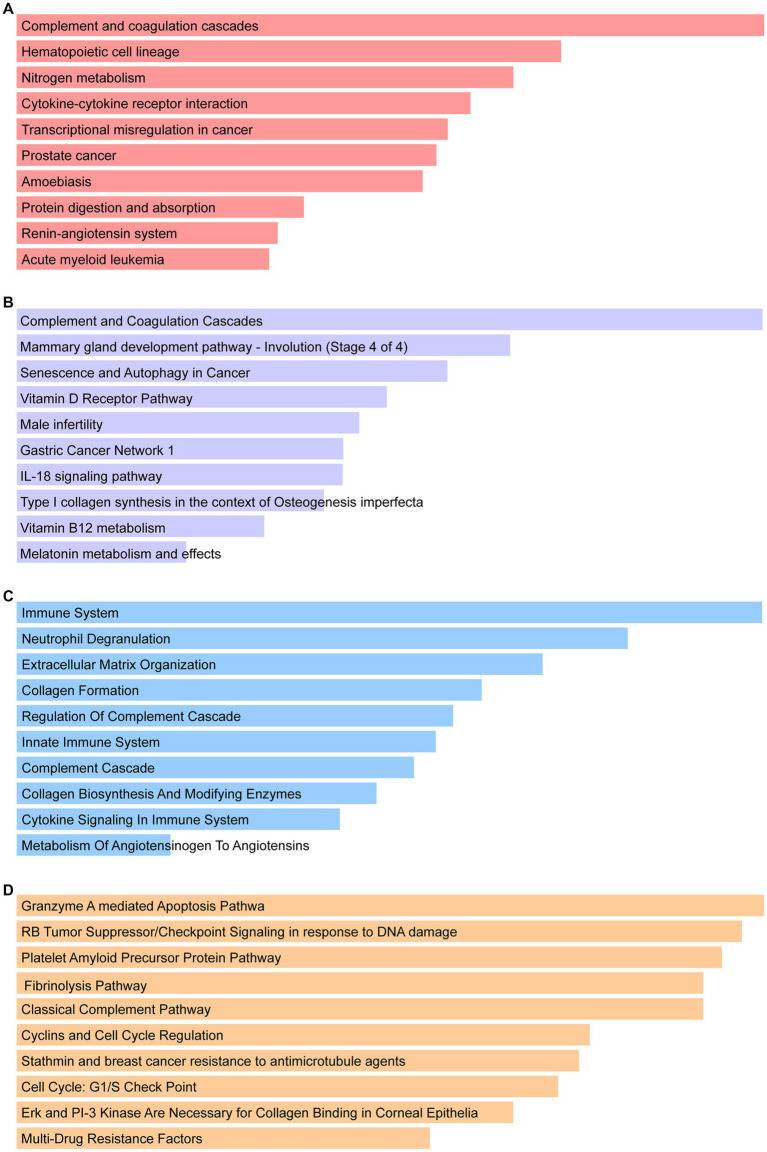 A
Complement and coagulation cascades
Hematopoietic cell lineage
Nitrogen metabolism
Cytokine-cytokine receptor interaction
Transcriptional misregulation in cancer
Prostate cancer
Amoebiasis
Protein digestion and absorption
Renin-angiotensin system
Acute myeloid leukemia
B
Complement and Coagulation Cascades
Mammary gland development pathway - Involution (Stage 4 of 4)
Senescence and Autophagy in Cancer
Vitamin D Receptor Pathway
Male infertility
Gastric Cancer Network 1
IL-18 signaling pathway
Type I collagen synthesis in the context of Osteogenesis imperfecta
Vitamin B12 metabolism
Melatonin metabolism and effects
C
Immune System
Neutrophil Degranulation
Extracellular Matrix Organization
Collagen Formation
Regulation Of Complement Cascade
Innate Immune System
Complement Cascade
Collagen Biosynthesis And Modifying Enzymes
Cytokine Signaling In Immune System
Metabolism Of Angiotensinogen To Angiotensins
D
Granzyme A mediated Apoptosis Pathwa
RB Tumor Suppressor/Checkpoint Signaling in response to DNA damage
Platelet Amyloid Precursor Protein Pathway
Fibrinolysis Pathway
Classical Complement Pathway
Cyclins and Cell Cycle Regulation
Stathmin and breast cancer resistance to antimicrotubule agents
Cell Cycle: G1/S Check Point
Erk and PI-3 Kinase Are Necessary for Collagen Binding in Corneal Epithelia
Multi-Drug Resistance Factors